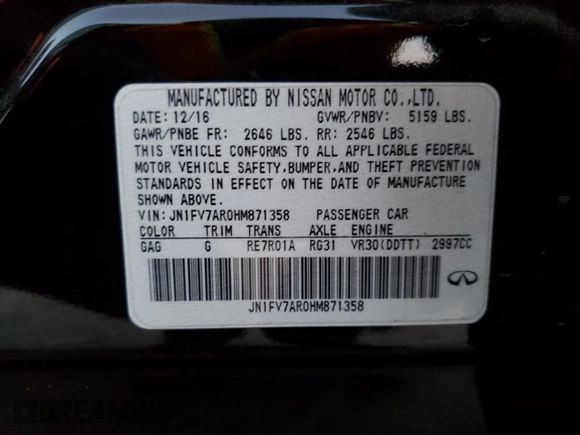 MANUFACTURED BY NISSAN MOTOR CO.,LTD.
DATE: 12/16 GVWR/PNBV: 5159 LBS.
GAWR/PNBE FR: 2646 LBS. RR: 2546 LBS.
THIS VEHICLE CONFORMS TO ALL APPLICABLE FEDERAL
MOTOR VEHICLE SAFETY, BUMPER, AND THEFT PREVENTION
STANDARDS IN EFFECT ON THE DATE OF MANUFACTURE
SHOWN ABOVE.
VIN: JN1FV7AR0HM871358 PASSENGER CAR
COLOR TRIM TRANS AXLE ENGINE
GAG G RE7R01A RG31 VR30(DDTT) 2997CC
JN1FV7AR0HM871358
DREAMBID